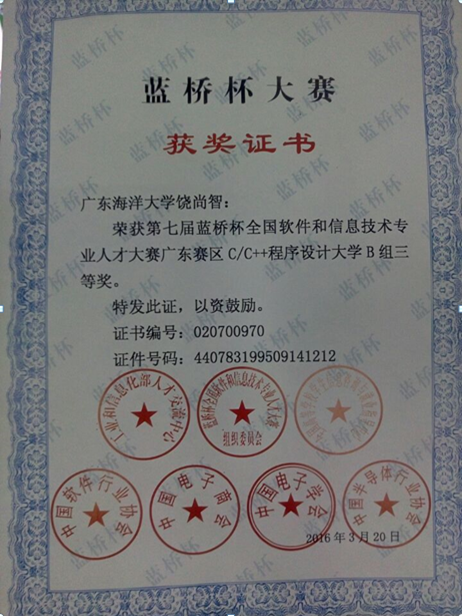 蓝桥杯大赛
获奖证书
广东海洋大学饶尚智:
荣获第七届蓝桥杯全国软件和信息技术专
业人才大赛广东赛区 C/C++程序设计大学 B 组三
等奖。
特发此证，以资鼓励。
证书编号: 020700970
证件号码: 440783199509141212
工业和信息化部人才交流中心
蓝桥杯全国软件和信息技术专业人才大赛
组织委员会
中国软件行业协会
中国电子商会
中国电子学会
中国半导体行业协会
2016 年 3 月 20 日
蓝桥杯